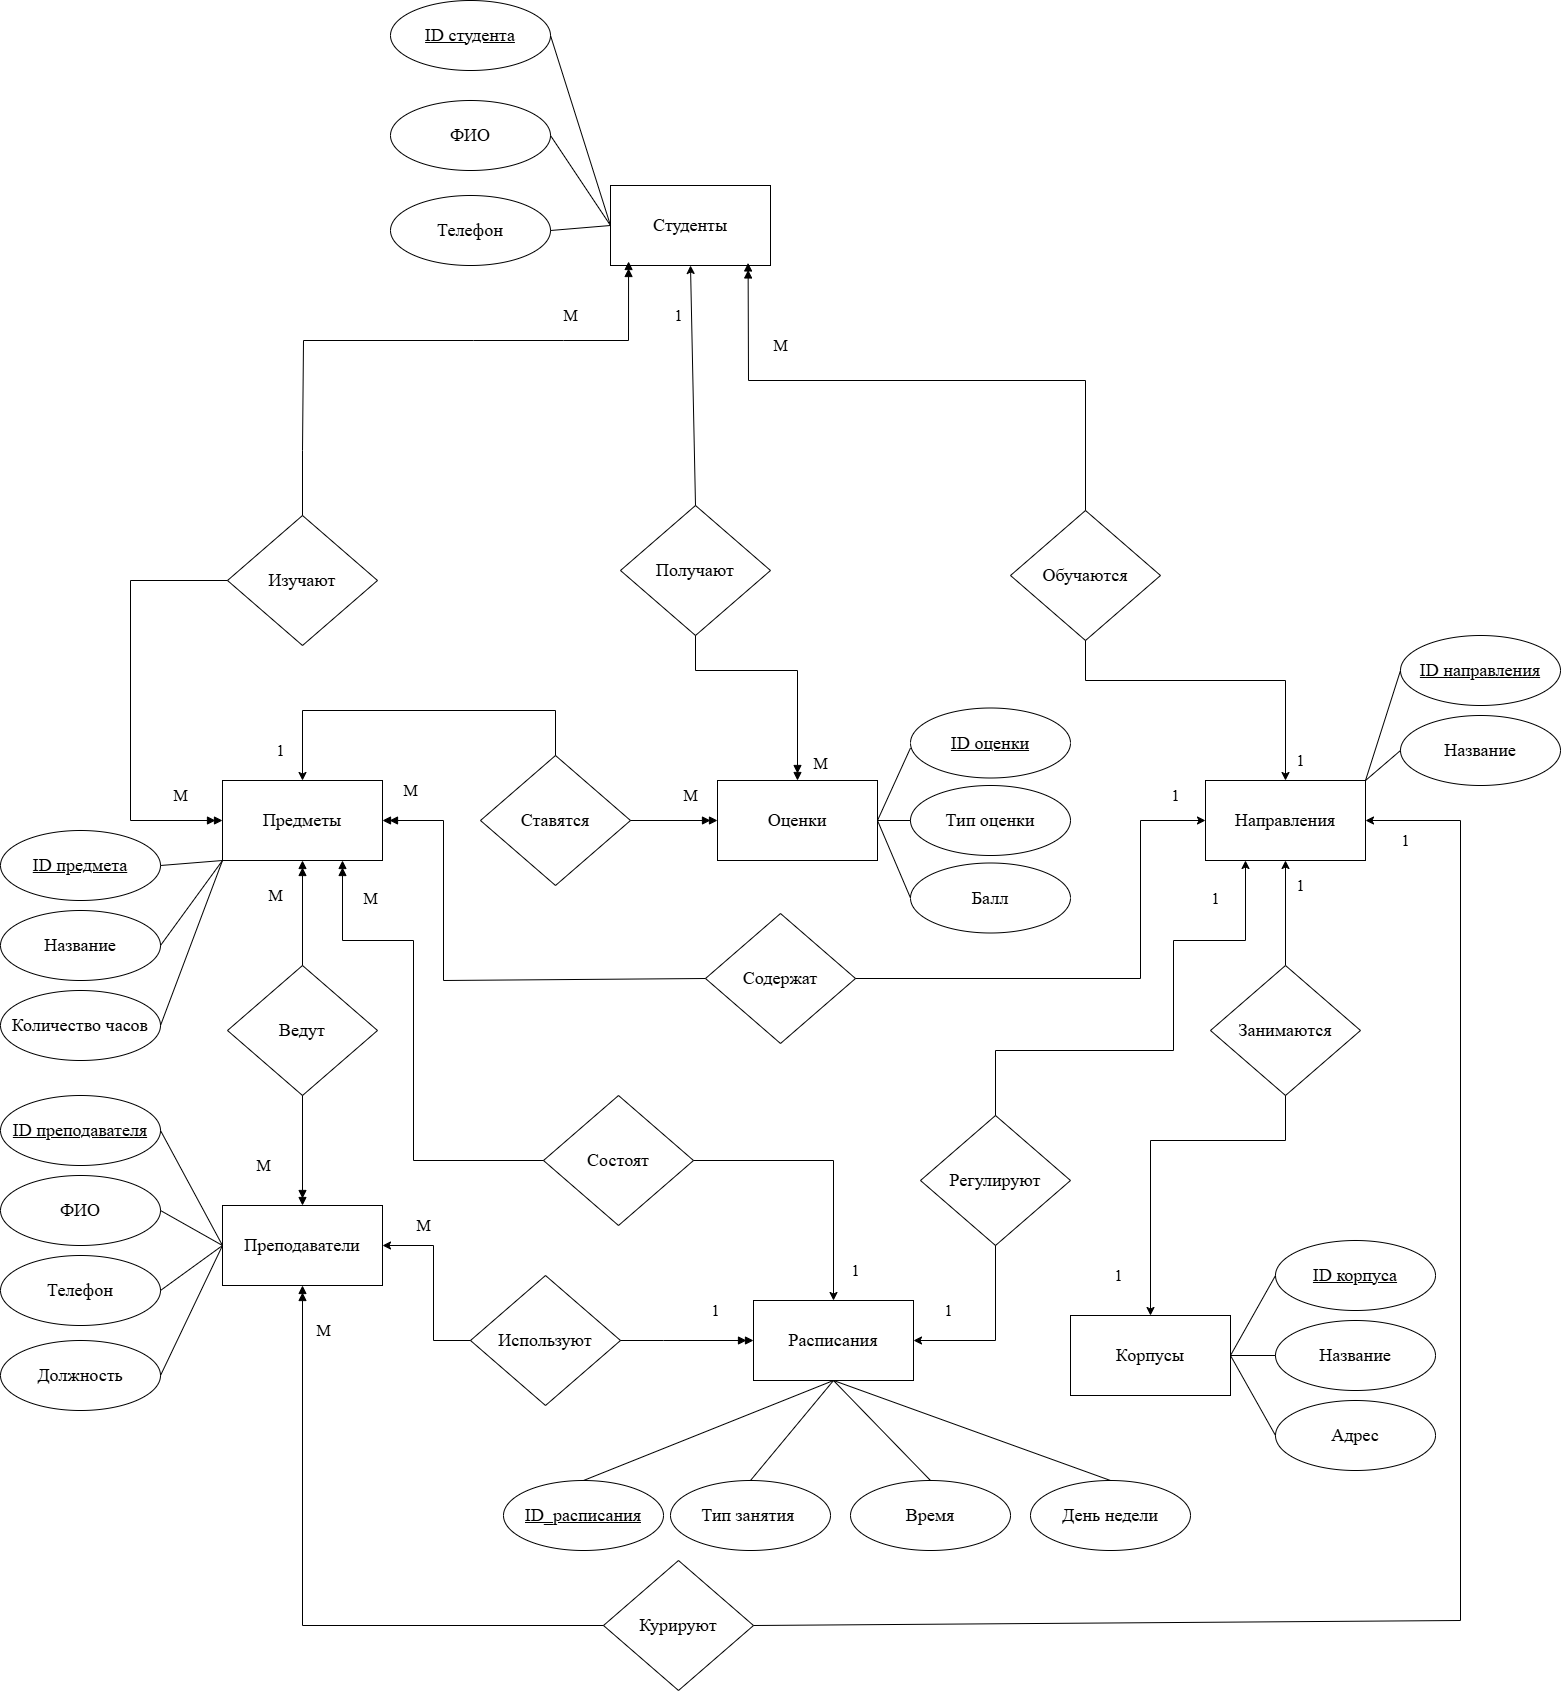 ID студента
ФИО
Телефон
Студенты
М
1
М
Изучают
Получают
Обучаются
ID направления
Название
1
М
1
М
М
М
1
1
Предметы
Ставятся
Оценки
Направления
ID оценки
Тип оценки
Балл
1
ID предмета
Название
Количество часов
М
М
1
1
Содержат
Ведут
Занимаются
ID преподавателя
ФИО
Телефон
Должность
М
Состоят
Регулируют
Преподаватели
М
М
Используют
1
1
1
Расписания
1
Корпусы
ID корпуса
Название
Адрес
ID_расписания
Тип занятия
Время
День недели
Курируют